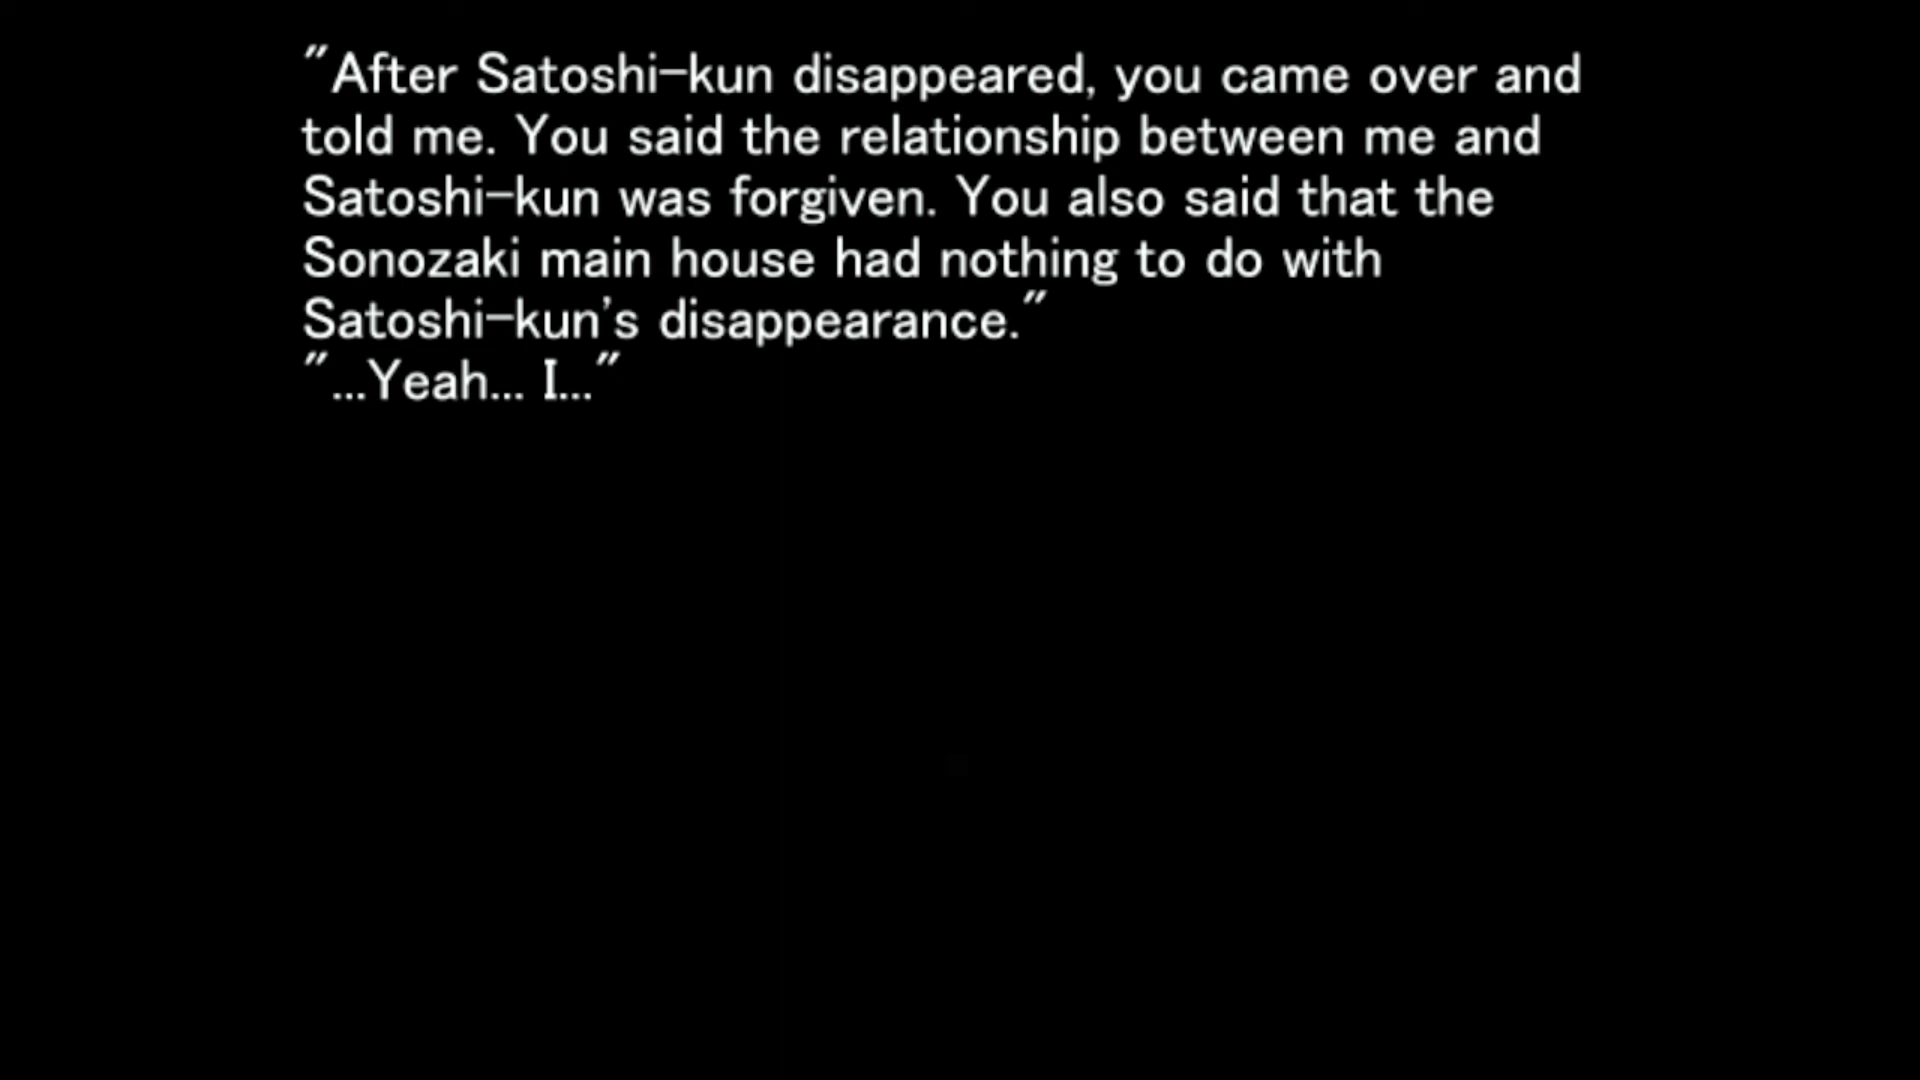 "After Satoshi-kun disappeared, you came over and
told me. You said the relationship between me and
Satoshi-kun was forgiven. You also said that the
Sonozaki main house had nothing to do with
Satoshi-kun's disappearance."
"...Yeah... I..."